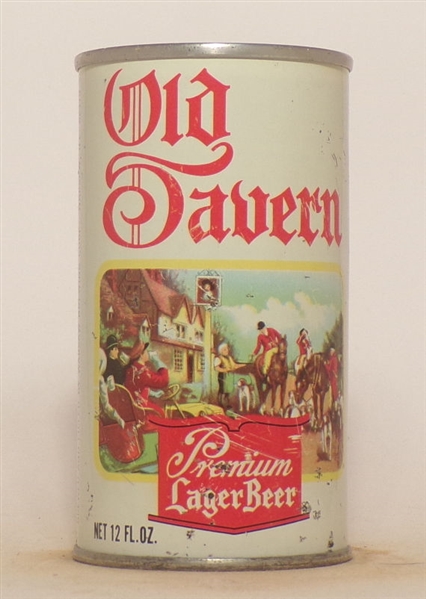 Old
Tavern
Premium
Lager Beer
NET 12 FL.OZ.